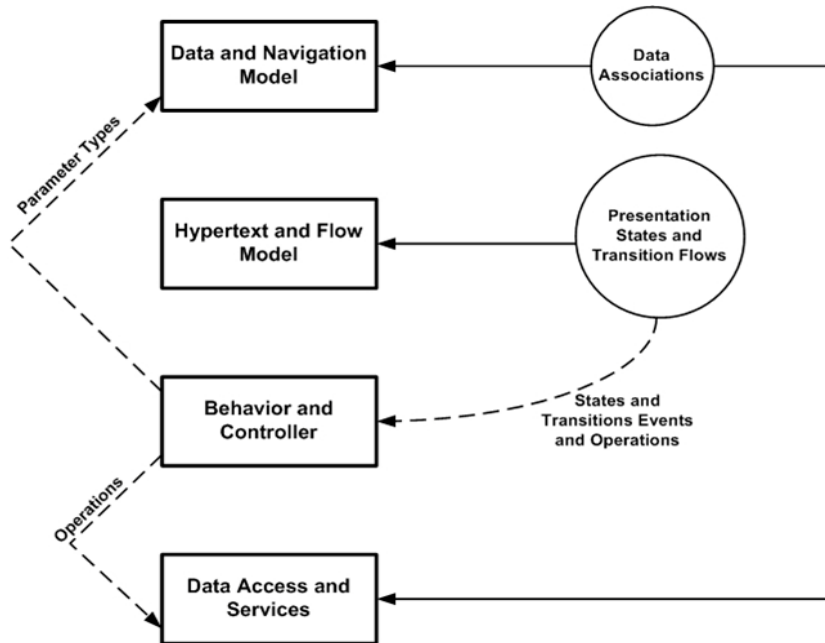 Data and Navigation
Model
Data
Associations
Parameter Types
Hypertext and Flow
Model
Presentation
States and
Transition Flows
Behavior and
Controller
States and
Transitions Events
and Operations
Operations
Data Access and
Services